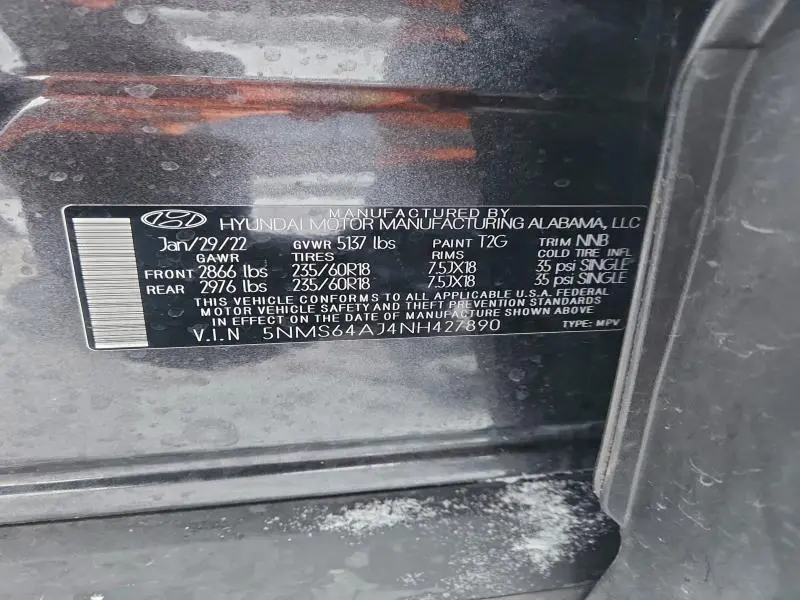 MANUFACTURED BY
HYUNDAI MOTOR MANUFACTURING ALABAMA, LLC
Jan/29/22 GVWR 5137 lbs PAINT T2G TRIM NNB
GAWR TIRES RIMS COLD TIRE INFL
FRONT 2866 lbs 235/60R18 7.5JX18 35 psi SINGLE
REAR 2976 lbs 235/60R18 7.5JX18 35 psi SINGLE
THIS VEHICLE CONFORMS TO ALL APPLICABLE U.S.A. FEDERAL
MOTOR VEHICLE SAFETY AND THEFT PREVENTION STANDARDS
IN EFFECT ON THE DATE OF MANUFACTURE SHOWN ABOVE
V.I.N 5NMS64AJ4NH427890 TYPE: MPV